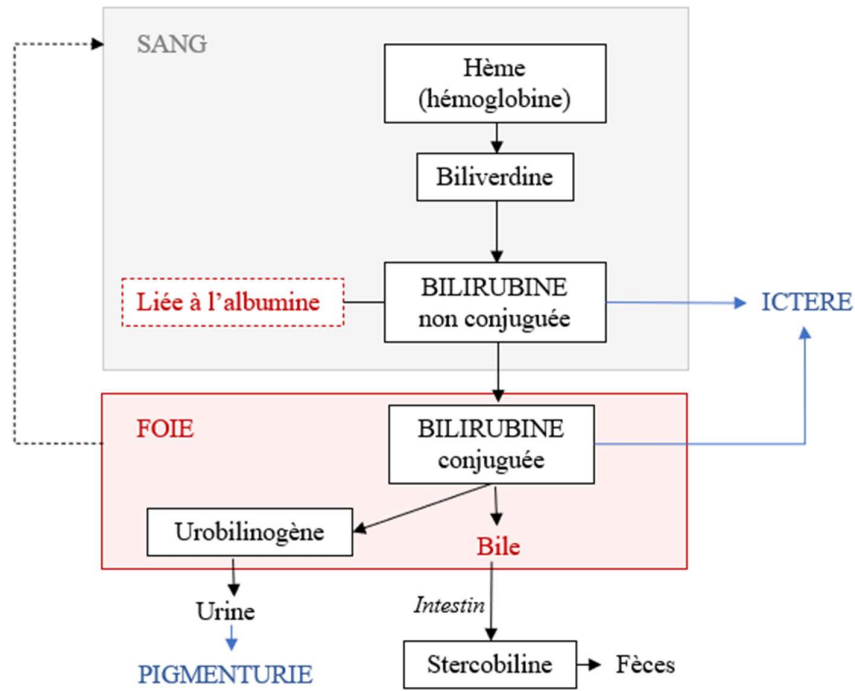 SANG
Hème
(hémoglobine)
Biliverdine
Liée à l'albumine
BILIRUBINE
non conjuguée
ICTERE
FOIE
BILIRUBINE
conjuguée
Urobilinogène
Bile
Urine
Intestin
PIGMENTURIE
Stercobiline
Fèces